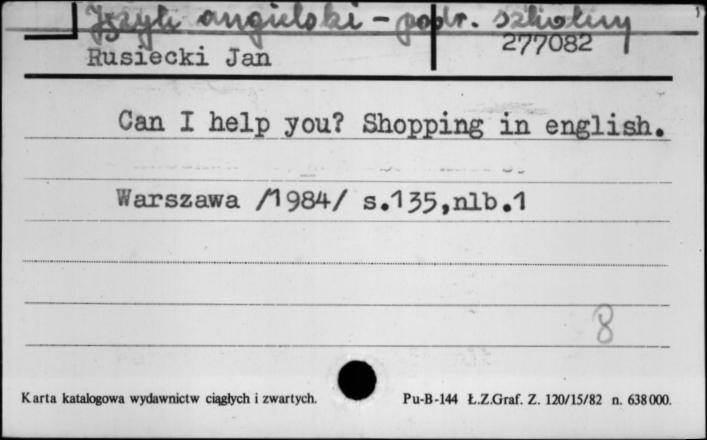 Język angielski - podr. szkolny
277082
Rusiecki Jan
Can I help you? Shopping in english.
Warszawa /1984/ s.135,nlb.1
8
Karta katalogowa wydawnictw ciągłych i zwartych. Pu-B-144 Ł.Z.Graf. Z. 120/15/82 n. 638000.